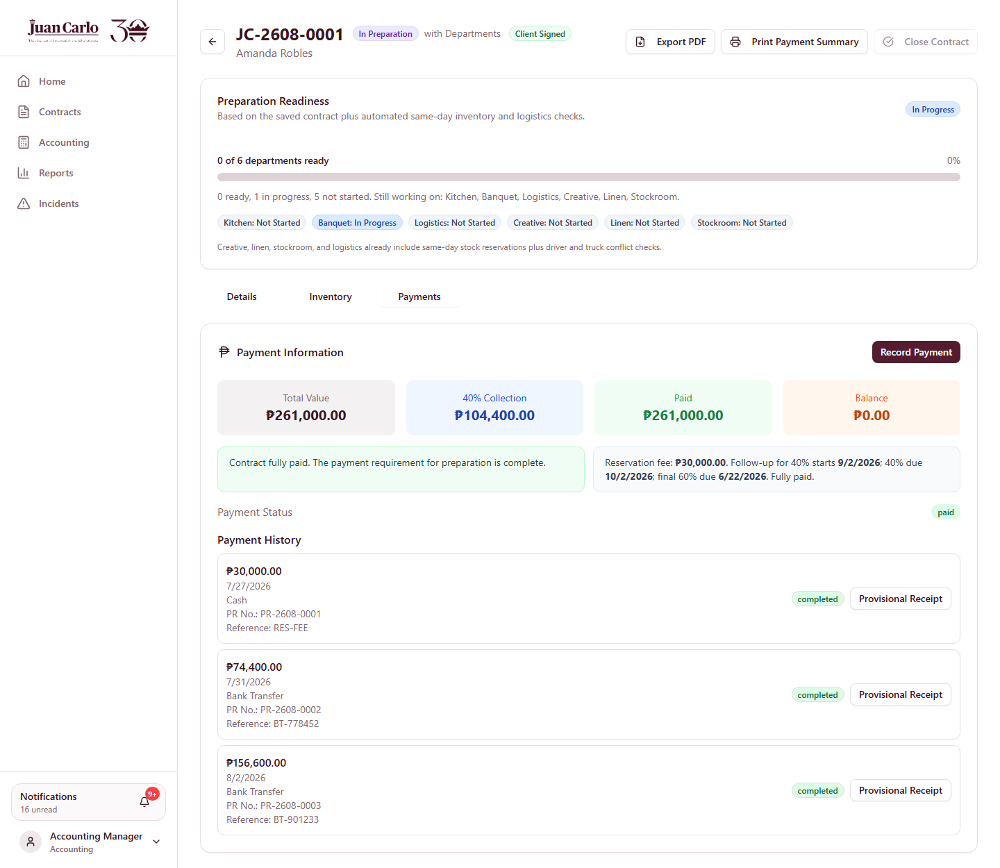 Juan Carlo 30
Home
Contracts
Accounting
Reports
Incidents
Notifications
16 unread
9+
Accounting Manager
Accounting
JC-2608-0001 In Preparation with Departments Client Signed
Amanda Robles
Export PDF
Print Payment Summary
Close Contract
Preparation Readiness
Based on the saved contract plus automated same-day inventory and logistics checks.
In Progress
0 of 6 departments ready 0%
0 ready, 1 in progress, 5 not started. Still working on: Kitchen, Banquet, Logistics, Creative, Linen, Stockroom.
Kitchen: Not Started Banquet: In Progress Logistics: Not Started Creative: Not Started Linen: Not Started Stockroom: Not Started
Creative, linen, stockroom, and logistics already include same-day stock reservations plus driver and truck conflict checks.
Details Inventory Payments
₱ Payment Information
Record Payment
Total Value
₱261,000.00
40% Collection
₱104,400.00
Paid
₱261,000.00
Balance
₱0.00
Contract fully paid. The payment requirement for preparation is complete.
Reservation fee: ₱30,000.00. Follow-up for 40% starts 9/2/2026; 40% due
10/2/2026; final 60% due 6/22/2026. Fully paid.
Payment Status paid
Payment History
₱30,000.00
7/27/2026
Cash
PR No.: PR-2608-0001
Reference: RES-FEE
completed Provisional Receipt
₱74,400.00
7/31/2026
Bank Transfer
PR No.: PR-2608-0002
Reference: BT-778452
completed Provisional Receipt
₱156,600.00
8/2/2026
Bank Transfer
PR No.: PR-2608-0003
Reference: BT-901233
completed Provisional Receipt